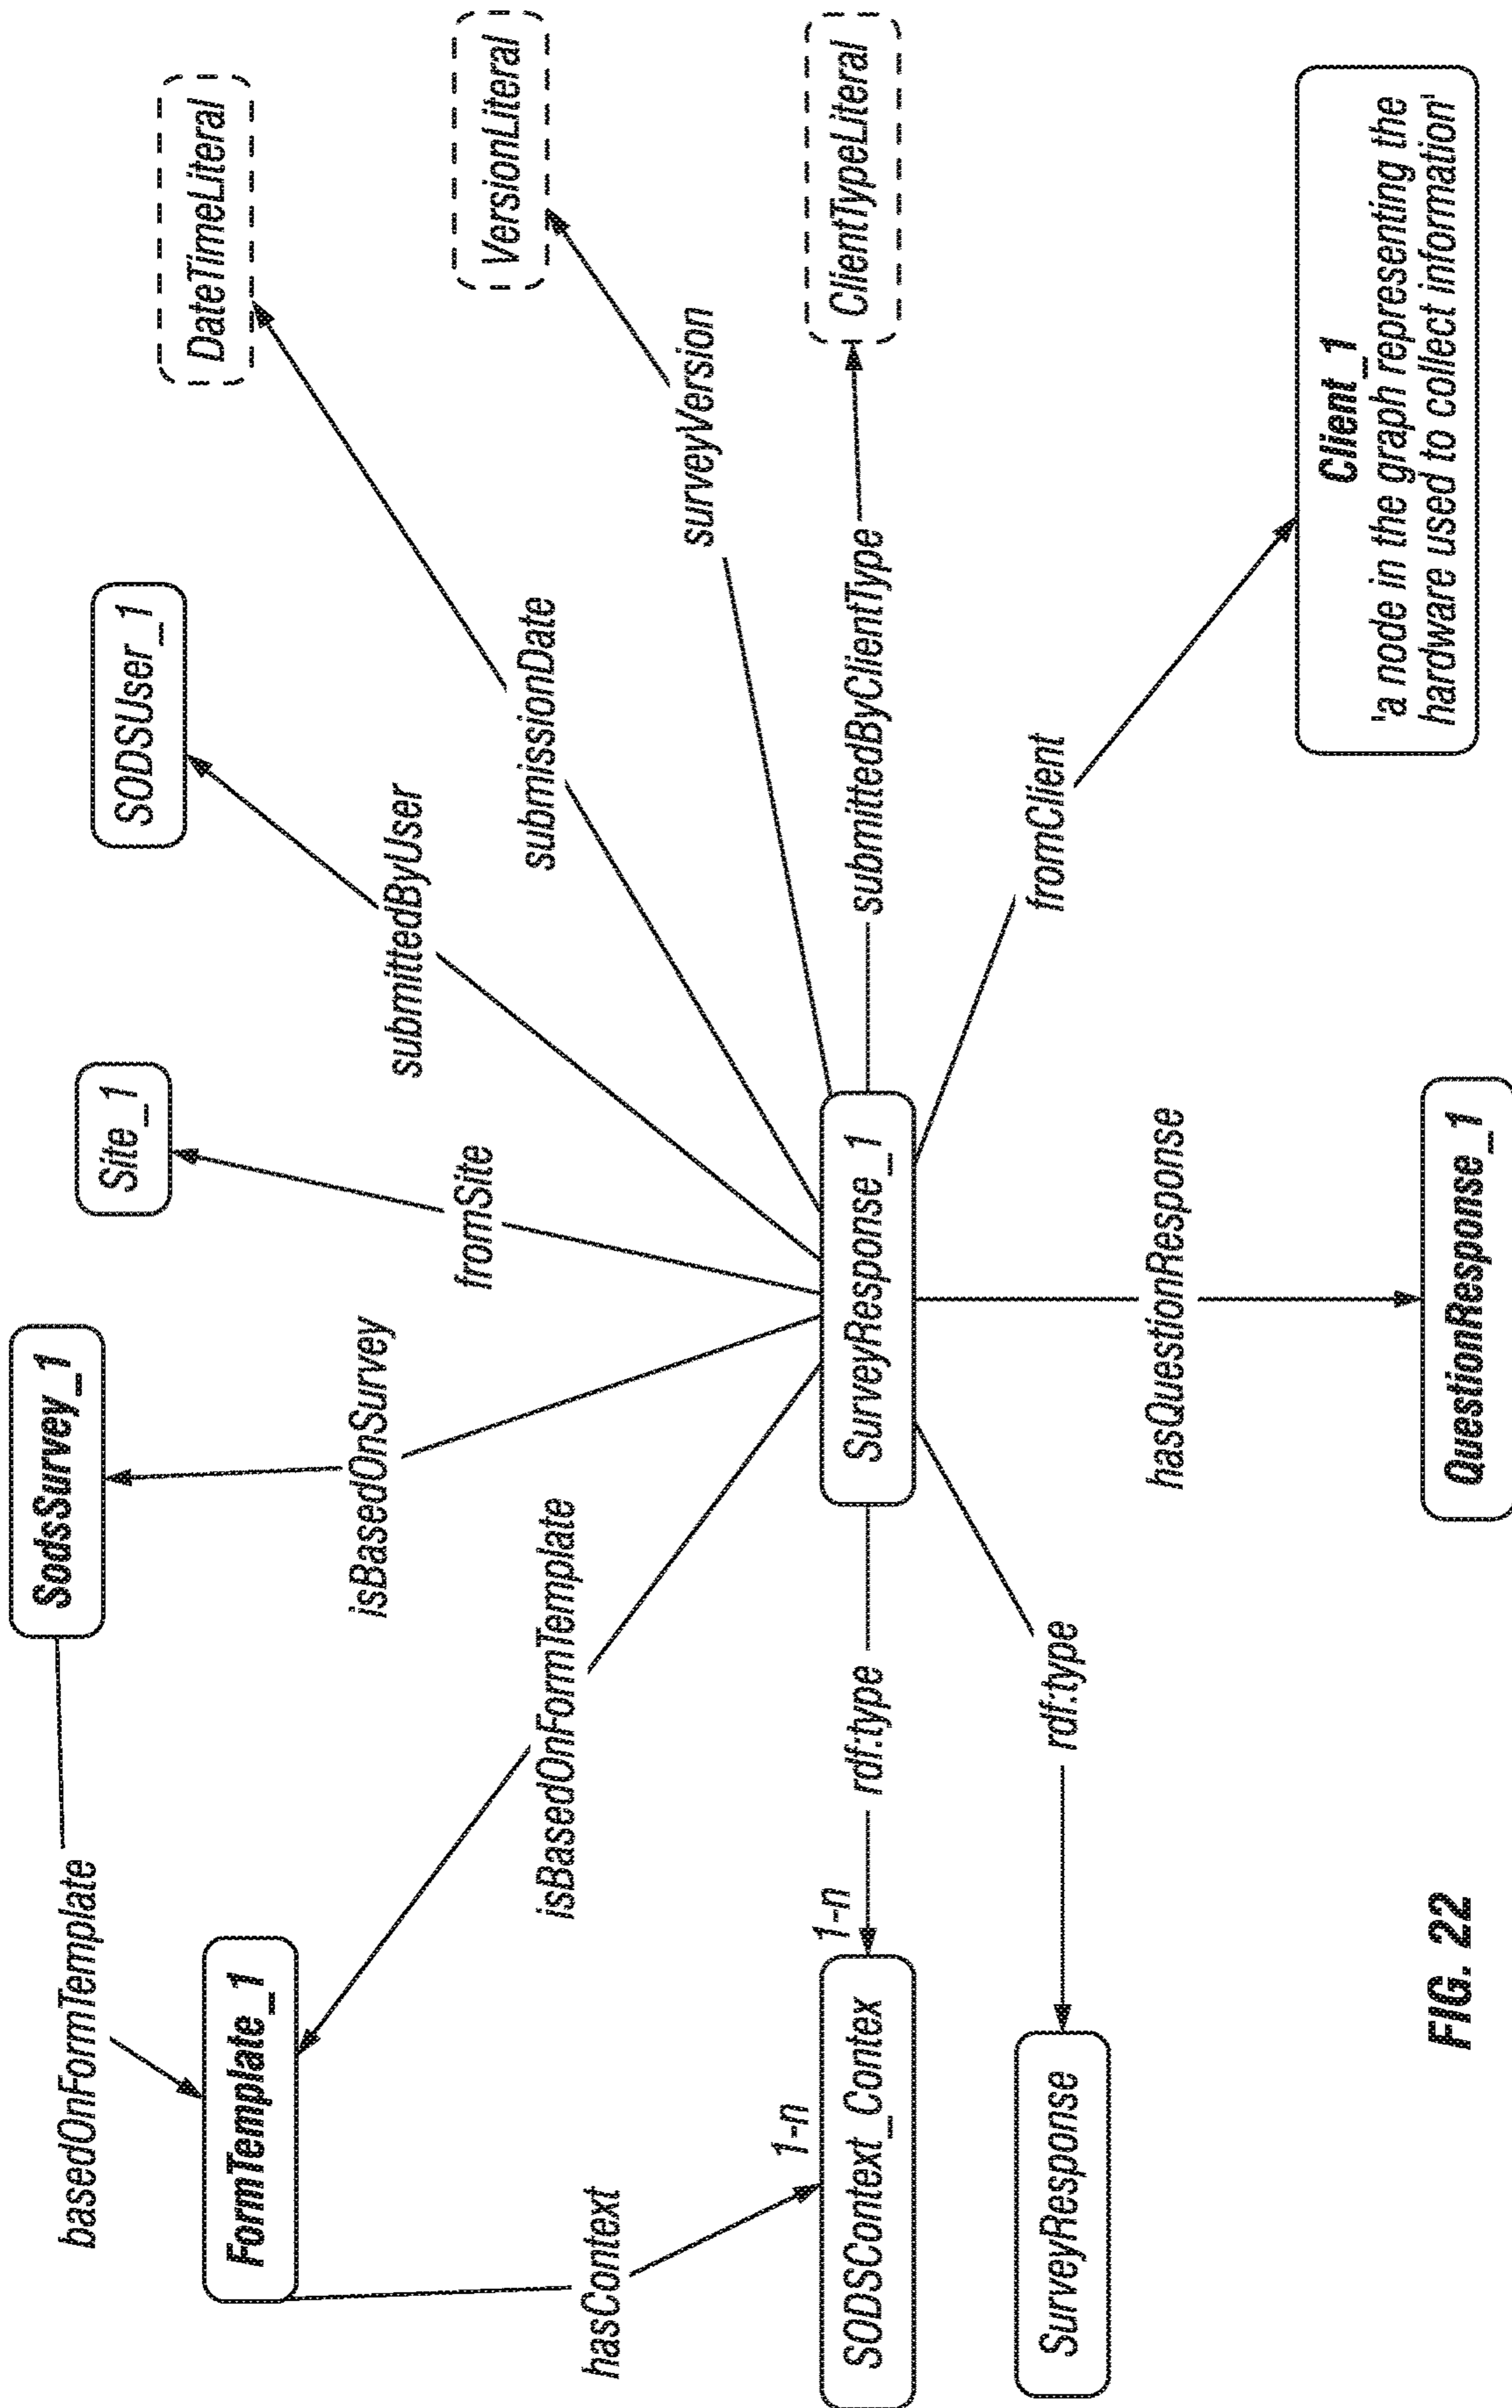 SodsSurvey_1
basedOnFormTemplate
FormTemplate_1
isBasedOnSurvey
isBasedOnFormTemplate
Site_1
fromSite
SODSUser_1
submittedByUser
DateTimeLiteral
submissionDate
VersionLiteral
surveyVersion
hasContext
1-n
1-n
SODSContext_Contex
rdf:type
SurveyResponse_1
submittedByClientType
ClientTypeLiteral
SurveyResponse
rdf:type
hasQuestionResponse
fromClient
Client_1
'a node in the graph representing the
hardware used to collect information'
QuestionResponse_1
FIG. 22